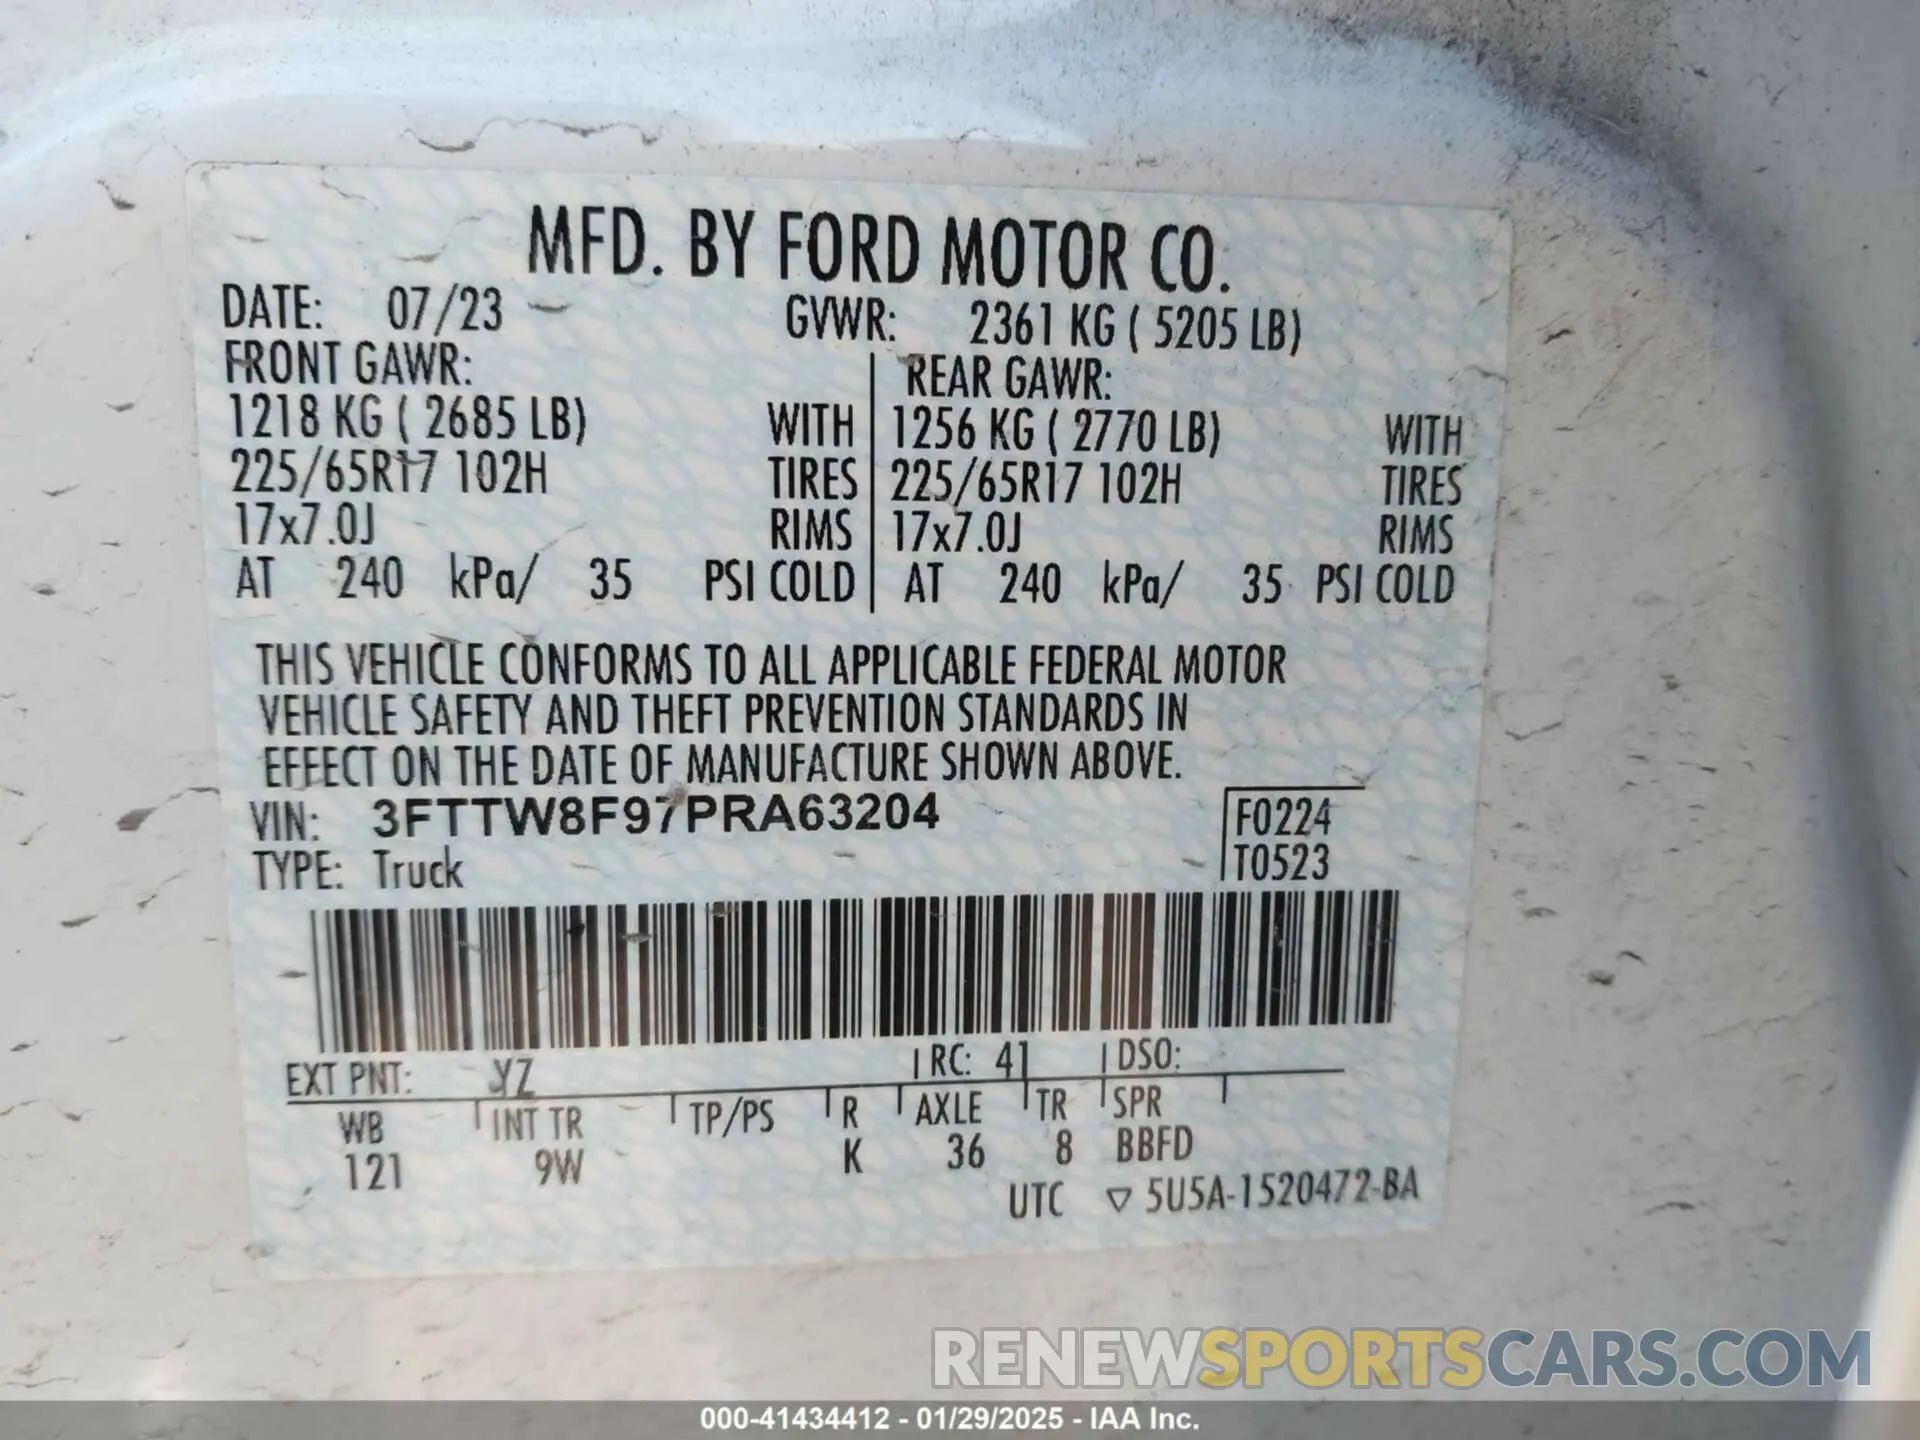 MFD. BY FORD MOTOR CO.
DATE: 07/23 GVWR: 2361 KG ( 5205 LB)
FRONT GAWR: REAR GAWR:
1218 KG ( 2685 LB) WITH 1256 KG ( 2770 LB) WITH
225/65R17 102H TIRES 225/65R17 102H TIRES
17x7.0J RIMS 17x7.0J RIMS
AT 240 kPa/ 35 PSI COLD AT 240 kPa/ 35 PSI COLD
THIS VEHICLE CONFORMS TO ALL APPLICABLE FEDERAL MOTOR
VEHICLE SAFETY AND THEFT PREVENTION STANDARDS IN
EFFECT ON THE DATE OF MANUFACTURE SHOWN ABOVE.
VIN: 3FTTW8F97PRA63204 F0224
TYPE: Truck T0523
EXT PNT: YZ RC: 41 DSO:
WB INT TR TP/PS R AXLE TR SPR
121 9W K 36 8 BBFD
UTC ▽ 5U5A-1520472-BA
RENEWSPORTSCARS.COM
000-41434412 - 01/29/2025 - IAA Inc.